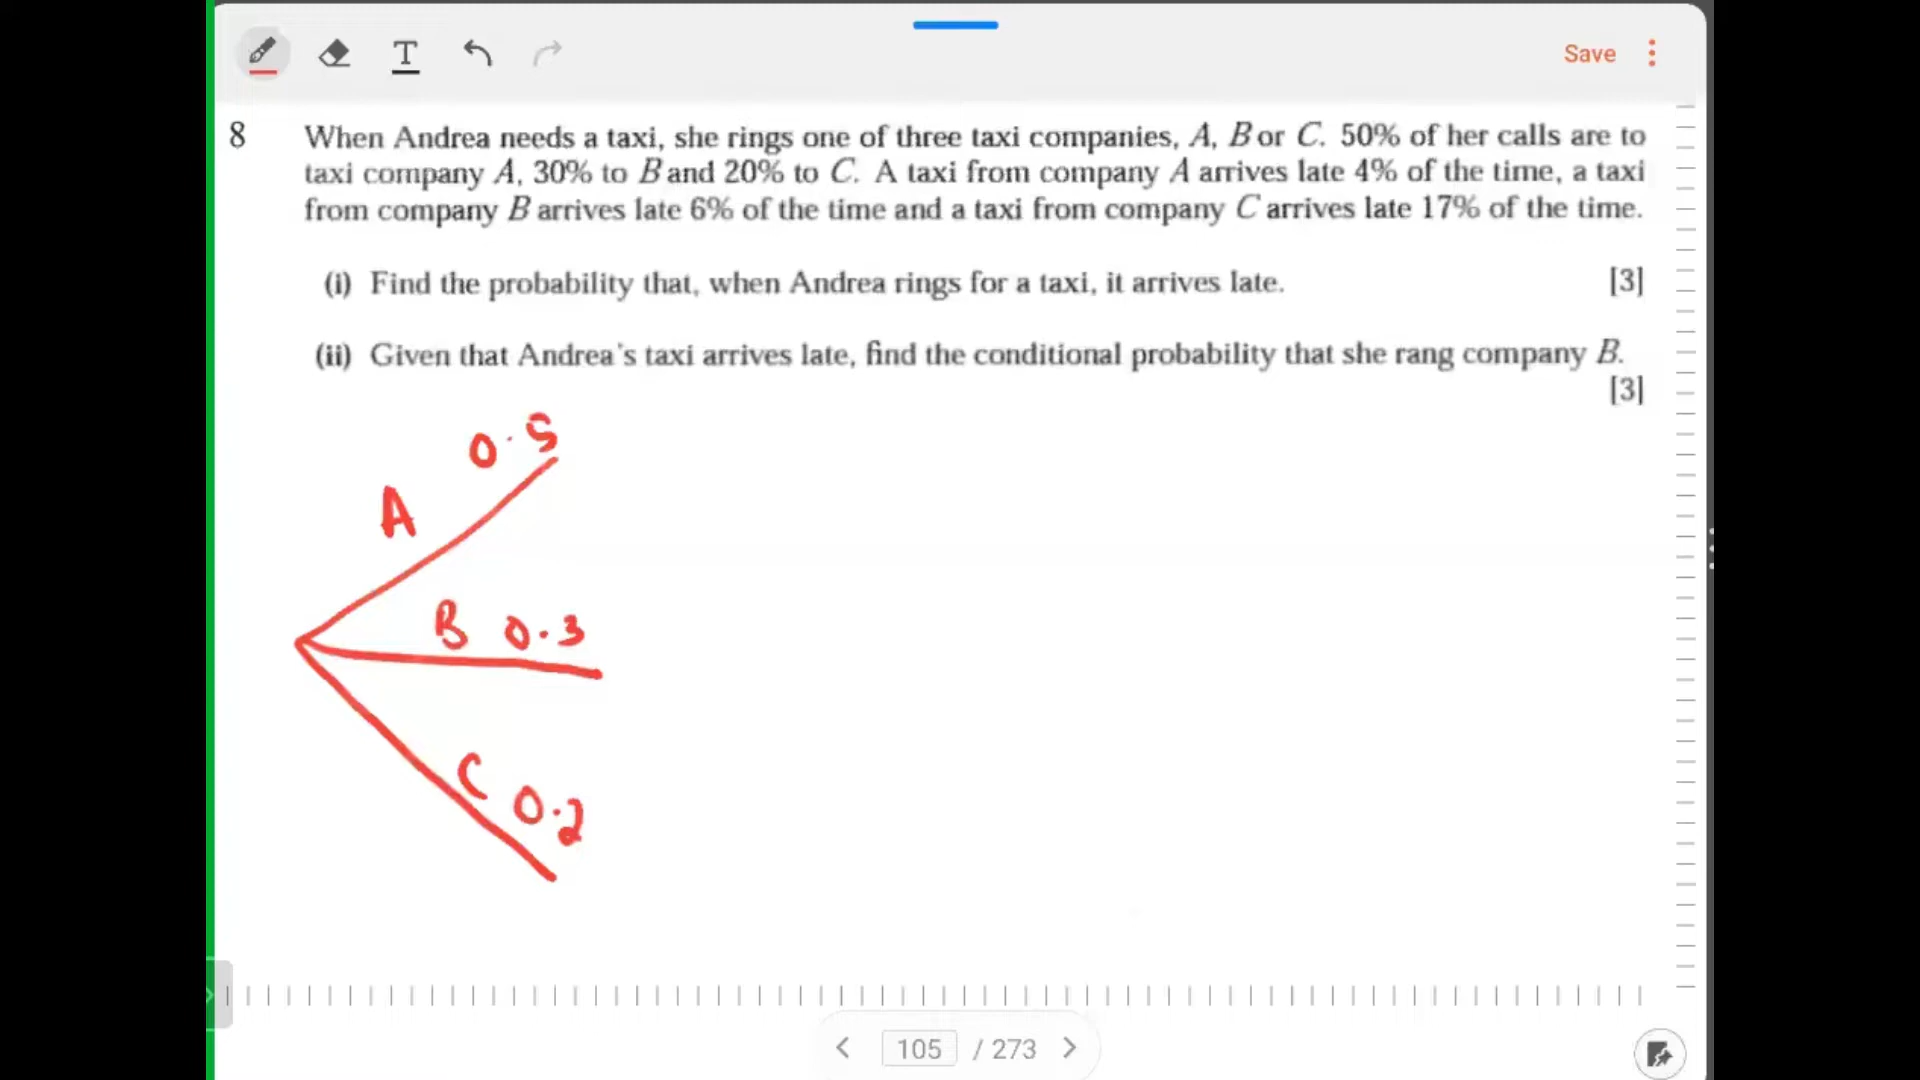 T
Save
8 When Andrea needs a taxi, she rings one of three taxi companies, A, B or C. 50% of her calls are to
taxi company A, 30% to B and 20% to C. A taxi from company A arrives late 4% of the time, a taxi
from company B arrives late 6% of the time and a taxi from company C arrives late 17% of the time.
(i) Find the probability that, when Andrea rings for a taxi, it arrives late. [3]
(ii) Given that Andrea's taxi arrives late, find the conditional probability that she rang company B.
[3]
0.5
A
B 0.3
C 0.2
105 / 273